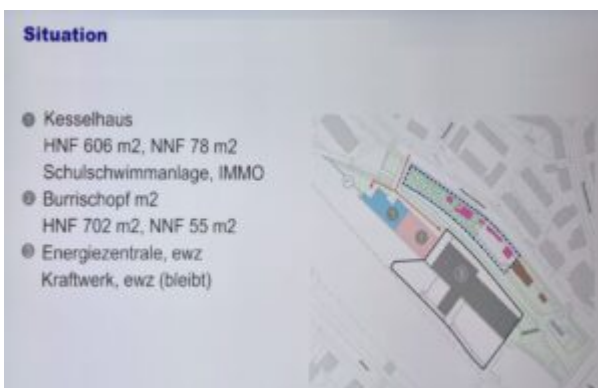 Situation
Kesselhaus
HNF 606 m2, NNF 78 m2
Schulschwimmanlage, IMMO
Burrischopf m2
HNF 702 m2, NNF 55 m2
Energiezentrale, ewz
Kraftwerk, ewz (bleibt)